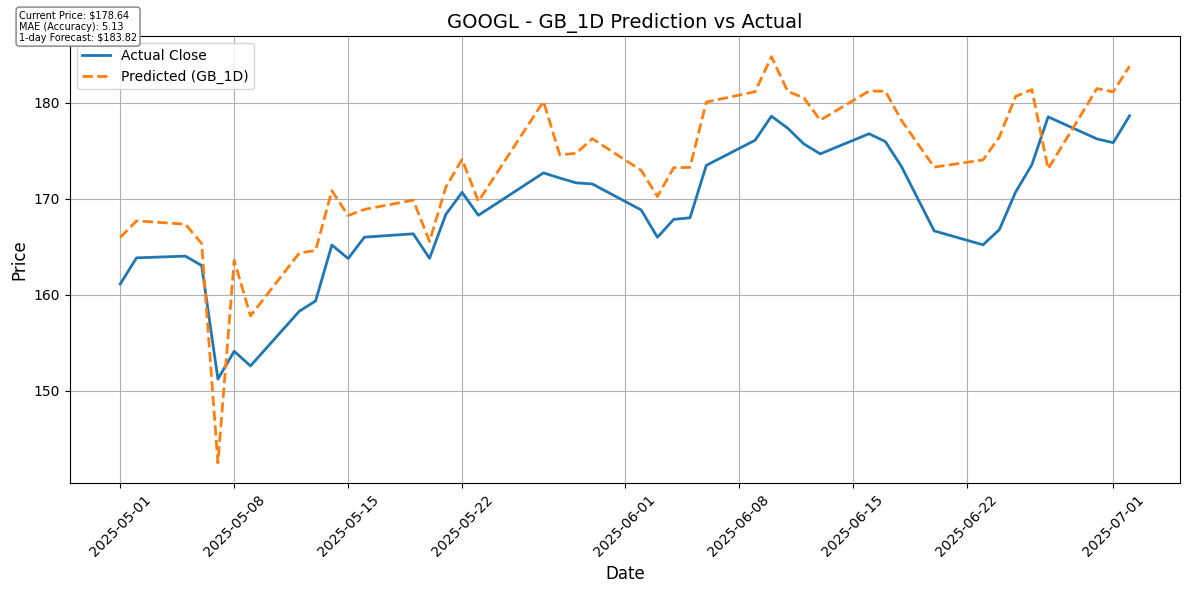 Current Price: $178.64
MAE (Accuracy): 5.13
1-day Forecast: $183.82
GOOGL - GB_1D Prediction vs Actual
Actual Close
Predicted (GB_1D)
Price
180
170
160
150
2025-05-01
2025-05-08
2025-05-15
2025-05-22
2025-06-01
2025-06-08
2025-06-15
2025-06-22
2025-07-01
Date